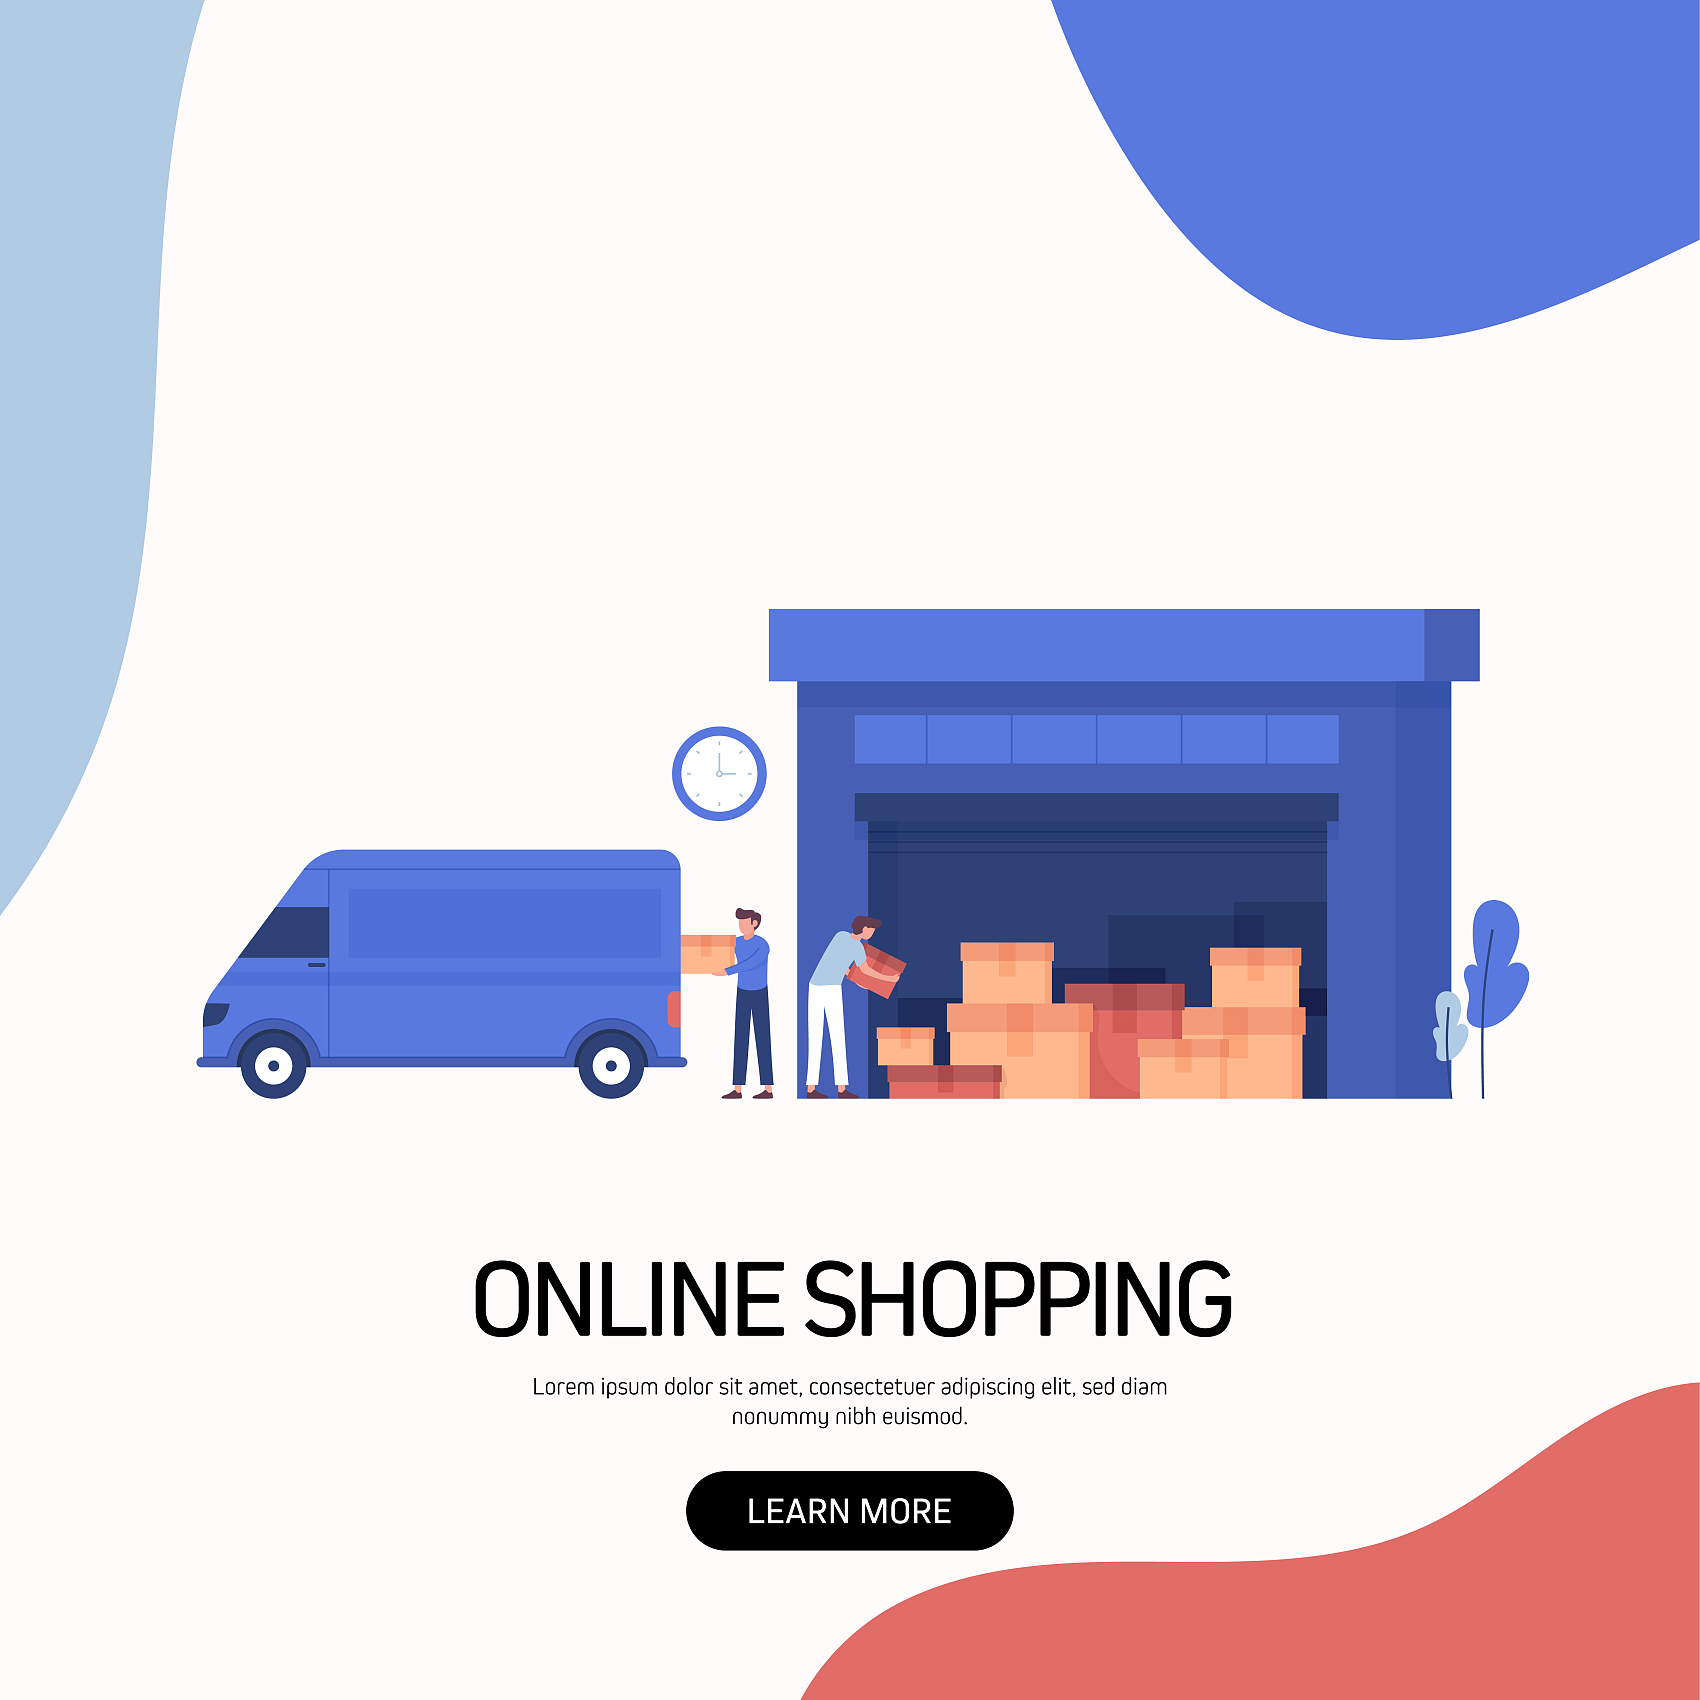 ONLINE SHOPPING
Lorem ipsum dolor sit amet, consectetuer adipiscing elit, sed diam
nonummy nibh euismod.
LEARN MORE